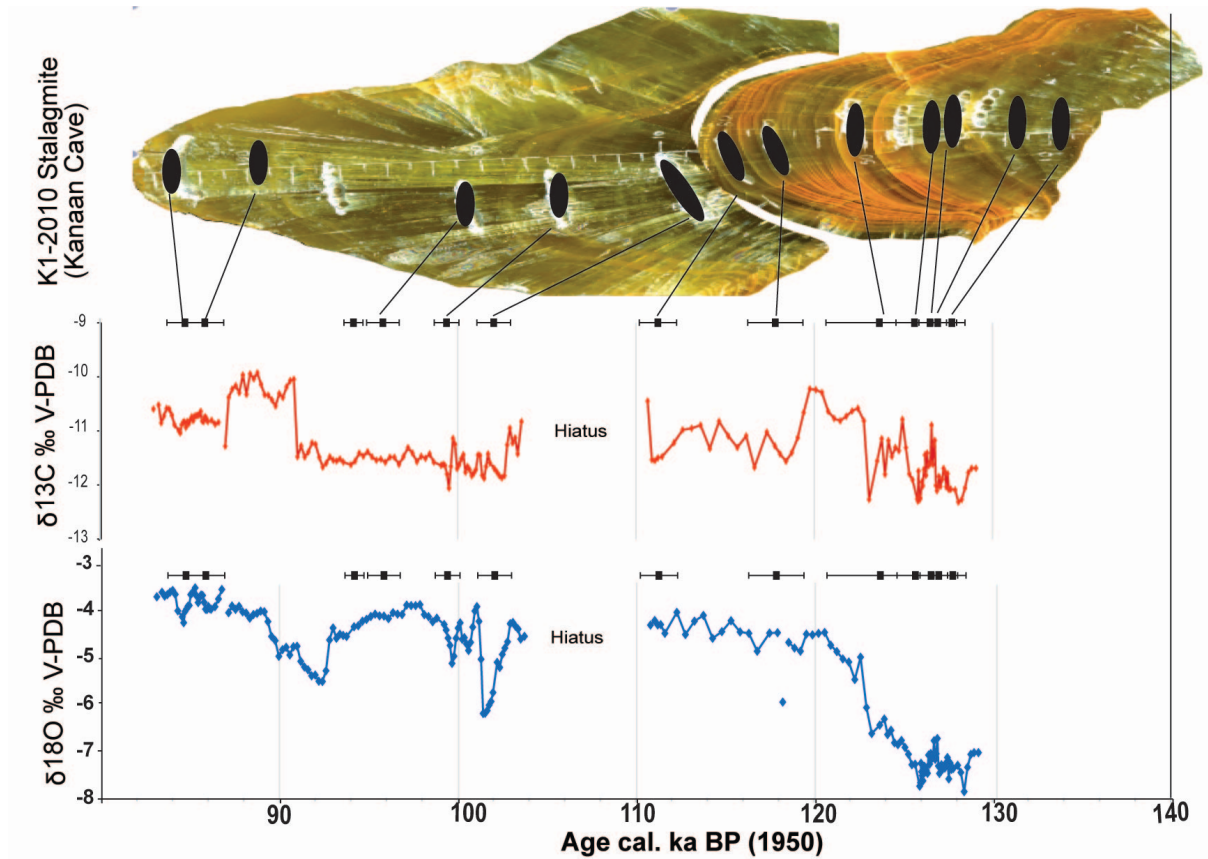 K1-2010 Stalagmite
(Kanaan Cave)
δ13C ‰ V-PDB
-9
-10
-11
-12
-13
Hiatus
δ18O ‰ V-PDB
-3
-4
-5
-6
-7
-8
Hiatus
90
100
110
120
130
140
Age cal. ka BP (1950)